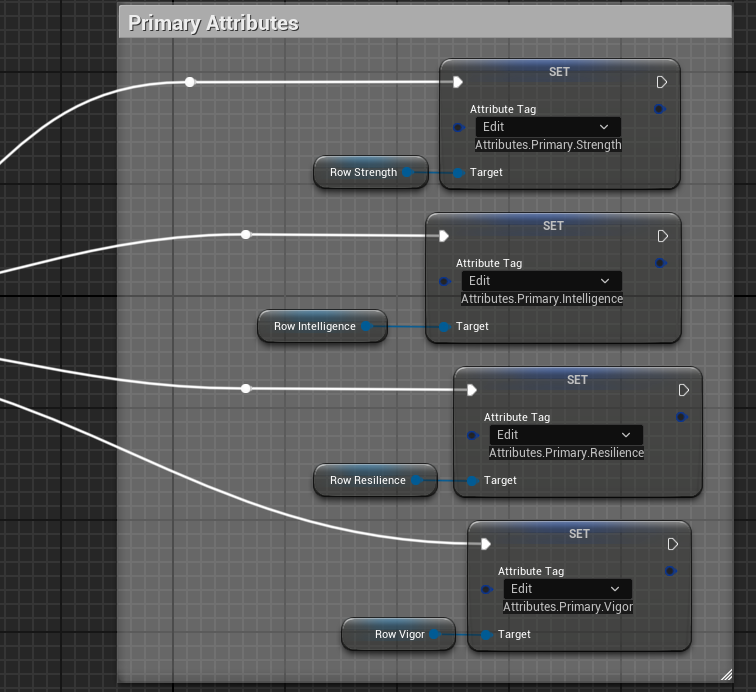 Primary Attributes
SET
Attribute Tag
Edit
Attributes.Primary.Strength
Row Strength
Target
SET
Attribute Tag
Edit
Attributes.Primary.Intelligence
Row Intelligence
Target
SET
Attribute Tag
Edit
Attributes.Primary.Resilience
Row Resilience
Target
SET
Attribute Tag
Edit
Attributes.Primary.Vigor
Row Vigor
Target